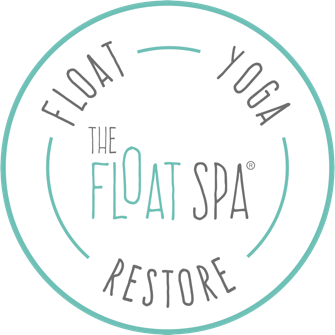 FLOAT
YOGA
THE
FLOAT SPA®
RESTORE